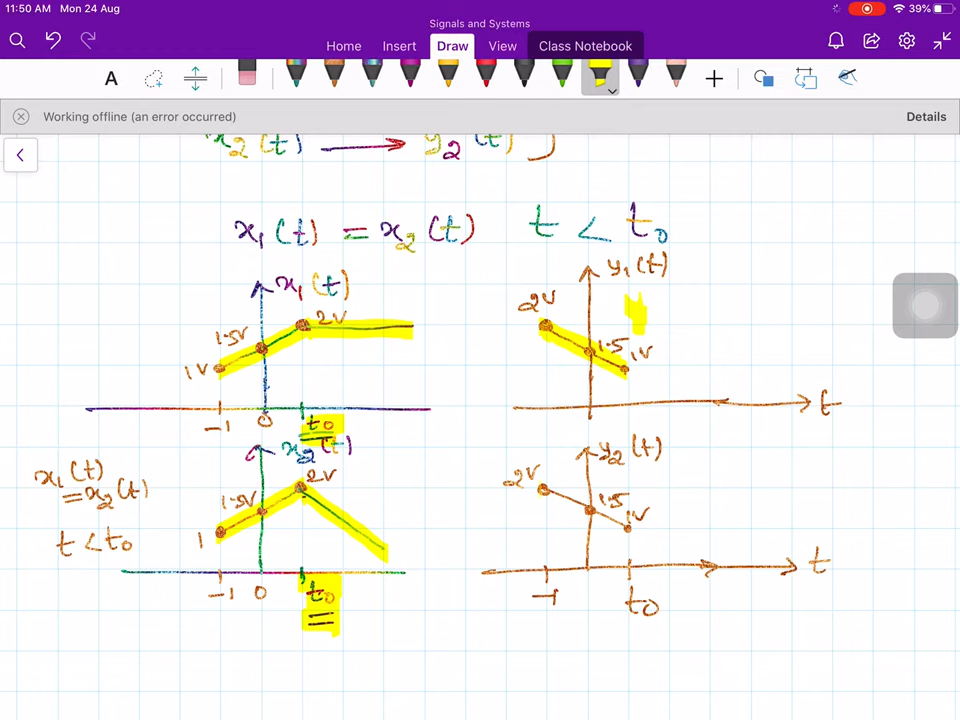 11:50 AM Mon 24 Aug
39%
Signals and Systems
Home Insert Draw View Class Notebook
A
Working offline (an error occurred)
Details
x2 (t) → y2 (t) }
x1 (t) = x2 (t) t < t0
x1 (t)
1V 1.5V 2V
-1 0 t0
y1 (t)
2V 1.5 1V
t
x2 (t)
x1 (t)
= x2 (t)
t < t0
1 1.5V 2V
-1 0 t0
y2 (t)
2V 1.5 1V
-1 t0 t